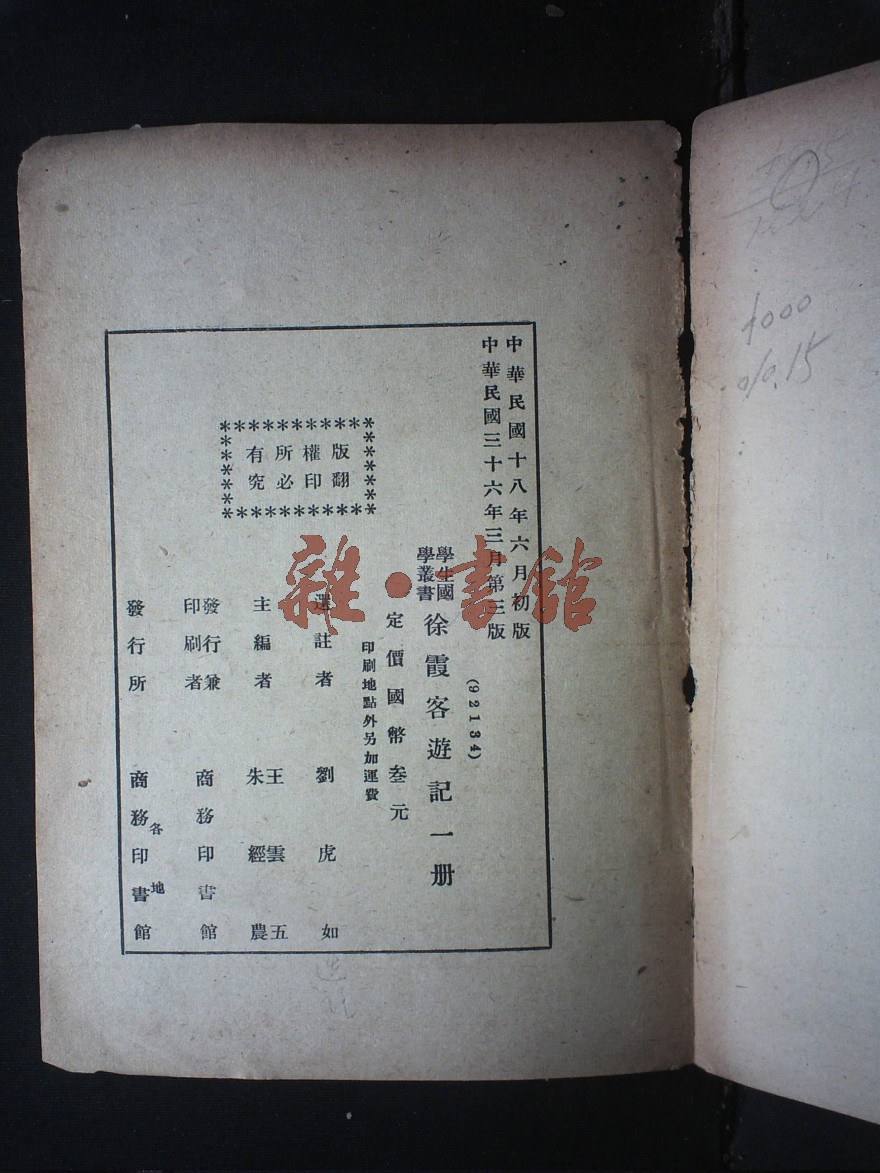 中華民國十八年六月初版
中華民國三十六年三月第三版
(92134)
學生國學叢書 徐霞客遊記一册
定價國幣叁元
印刷地點外另加運費
版權所有
翻印必究
選註者 劉虎如
主編者 王雲五 朱經農
發行兼印刷者 商務印書館
發行所 各地 商務印書館
雜·書館
1000